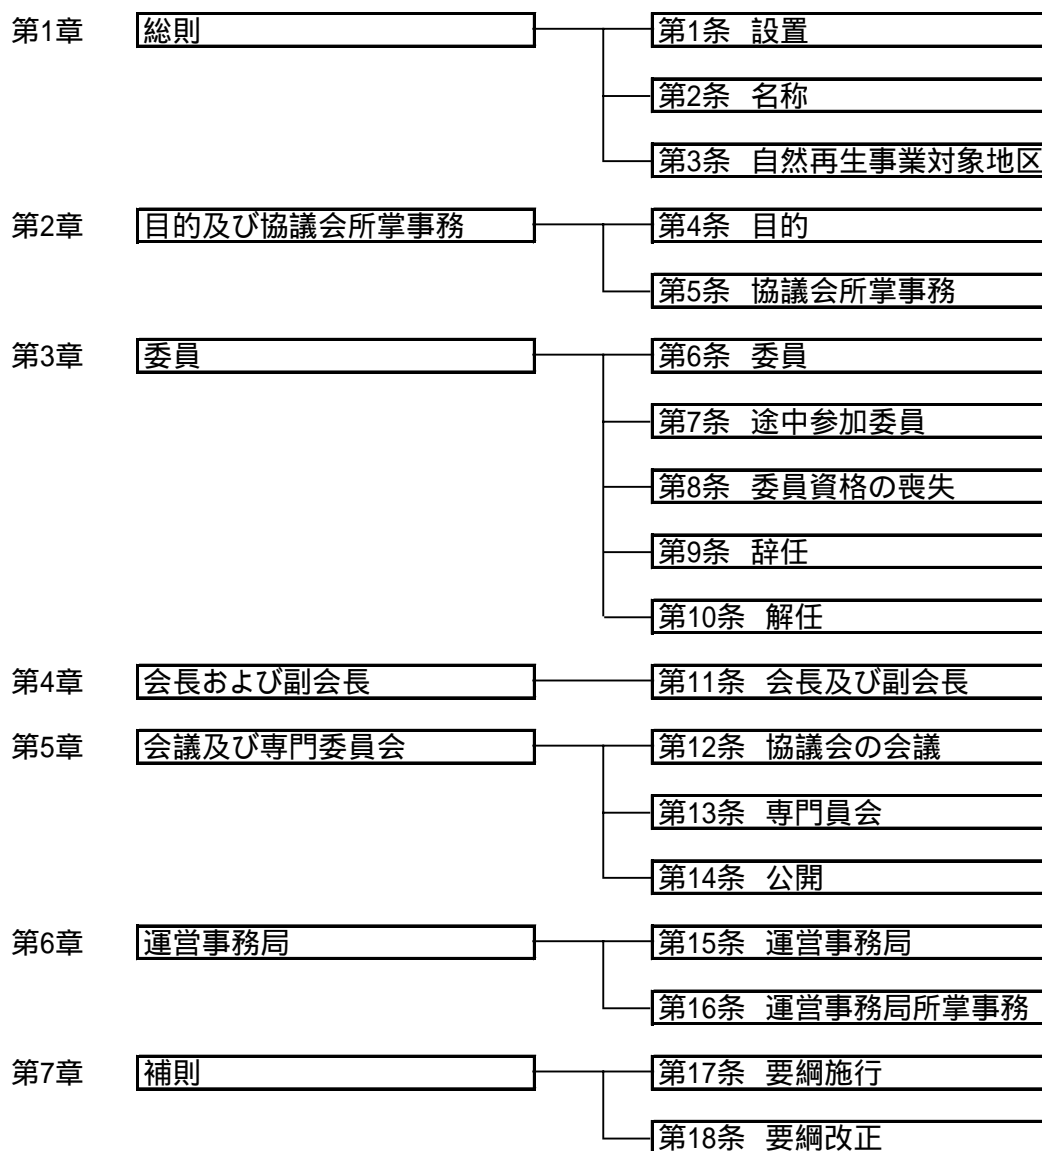 第1章 総則 第1条 設置
第2条 名称
第3条 自然再生事業対象地区
第2章 目的及び協議会所掌事務 第4条 目的
第5条 協議会所掌事務
第3章 委員 第6条 委員
第7条 途中参加委員
第8条 委員資格の喪失
第9条 辞任
第10条 解任
第4章 会長および副会長 第11条 会長及び副会長
第5章 会議及び専門委員会 第12条 協議会の会議
第13条 専門員会
第14条 公開
第6章 運営事務局 第15条 運営事務局
第16条 運営事務局所掌事務
第7章 補則 第17条 要綱施行
第18条 要綱改正